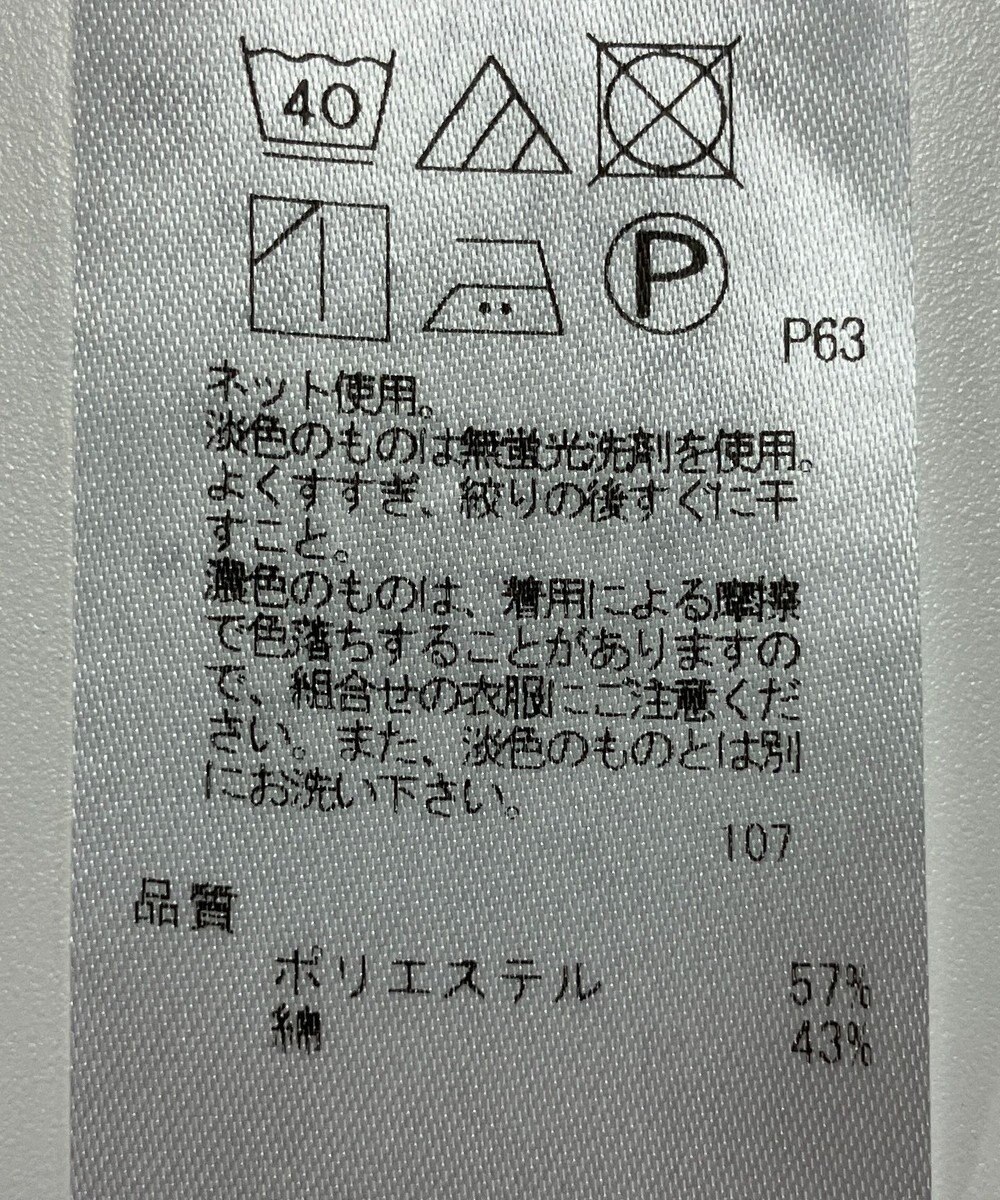 40
P
P63
ネット使用。
淡色のものは無蛍光洗剤を使用。
よくすすぎ、絞りの後すぐに干
すこと。
濃色のものは、着用による摩擦
で色落ちすることがありますの
で、組合せの衣服にご注意くだ
さい。また、淡色のものとは別
にお洗い下さい。
107
品質
ポリエステル 57%
綿 43%